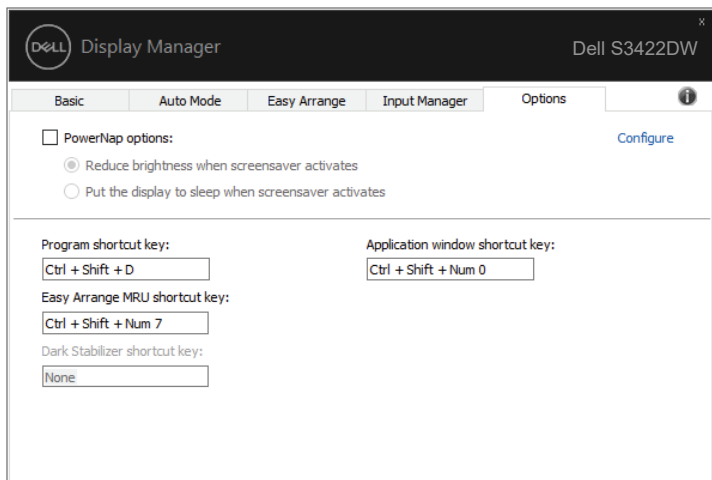 x
DELL Display Manager
Dell S3422DW
Basic Auto Mode Easy Arrange Input Manager Options i
PowerNap options: Configure
Reduce brightness when screensaver activates
Put the display to sleep when screensaver activates
Program shortcut key: Application window shortcut key:
Ctrl + Shift + D Ctrl + Shift + Num 0
Easy Arrange MRU shortcut key:
Ctrl + Shift + Num 7
Dark Stabilizer shortcut key:
None